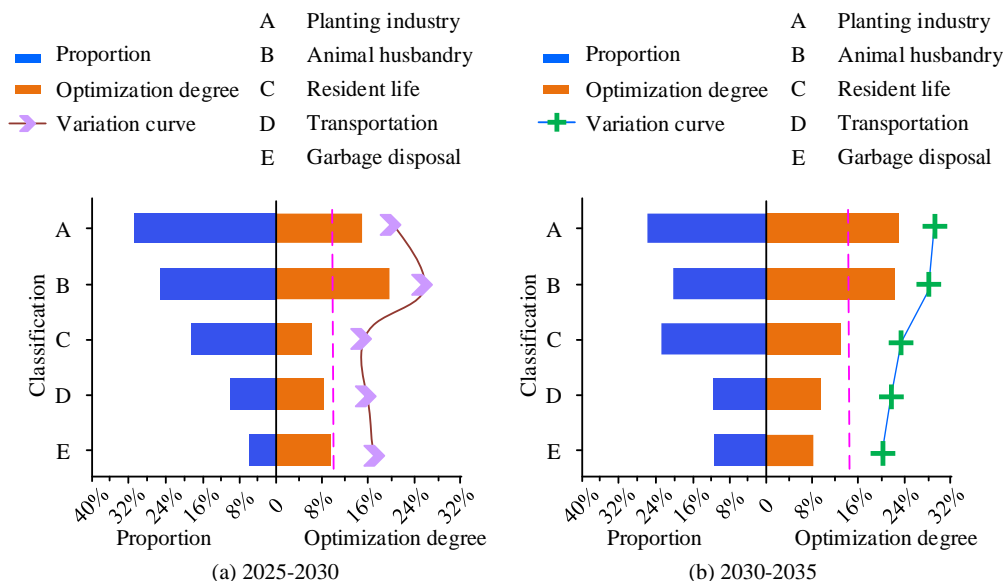 Proportion
Optimization degree
Variation curve
A Planting industry
B Animal husbandry
C Resident life
D Transportation
E Garbage disposal
Classification
A
B
C
D
E
40% 32% 24% 16% 8% 0 8% 16% 24% 32%
Proportion Optimization degree
(a) 2025-2030
Proportion
Optimization degree
Variation curve
A Planting industry
B Animal husbandry
C Resident life
D Transportation
E Garbage disposal
Classification
A
B
C
D
E
40% 32% 24% 16% 8% 0 8% 16% 24% 32%
Proportion Optimization degree
(b) 2030-2035